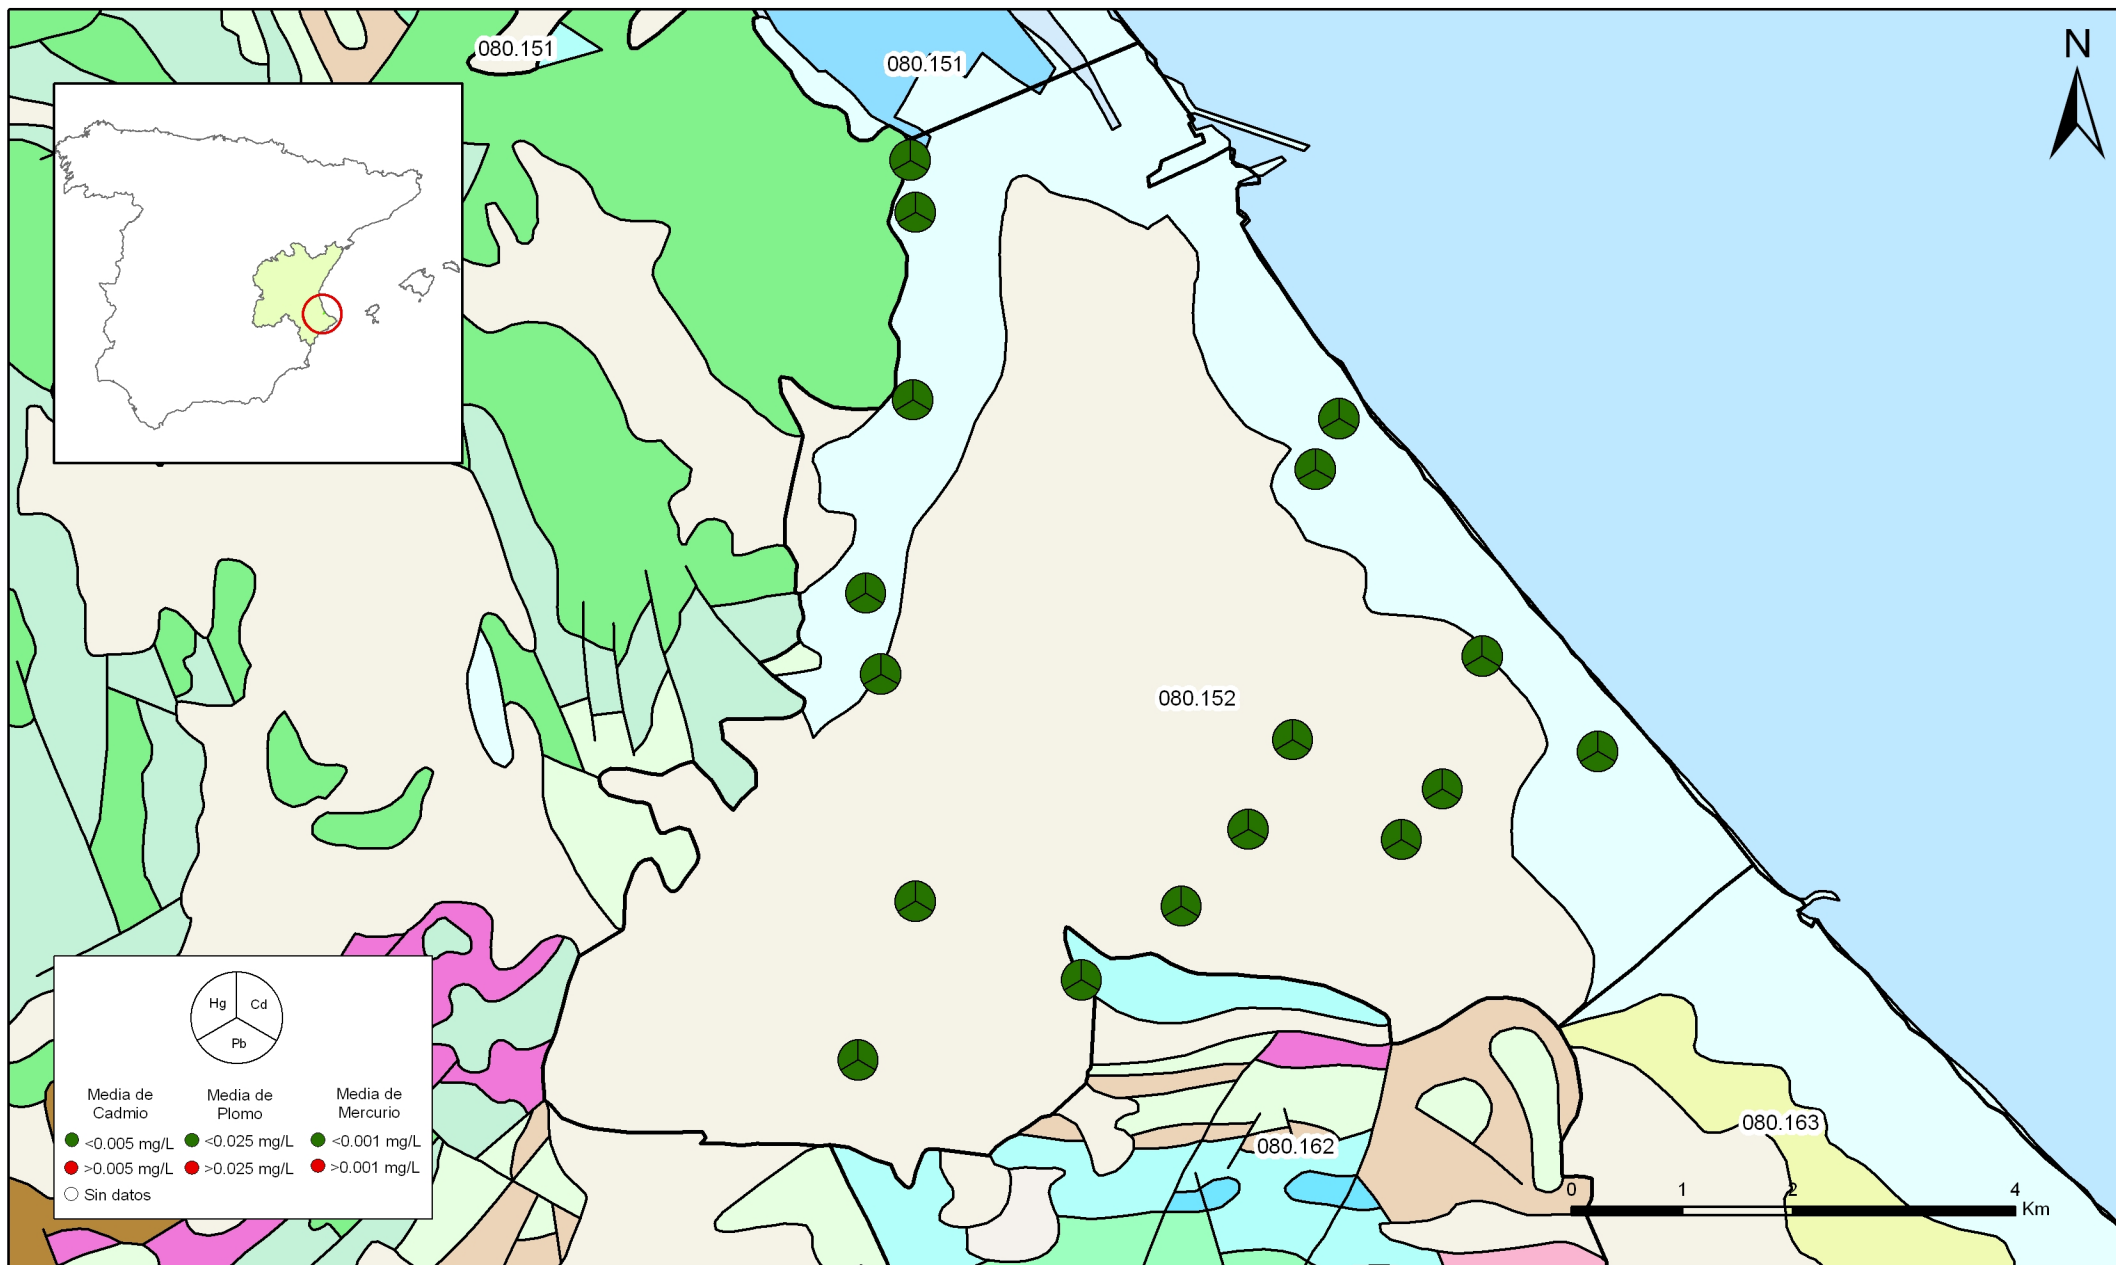 080.151
080.151
N
080.152
080.163
080.162
0 1 2 4
Km
Hg Cd
Pb
Media de
Cadmio
<0.005 mg/L
>0.005 mg/L
Sin datos
Media de
Plomo
<0.025 mg/L
>0.025 mg/L
Media de
Mercurio
<0.001 mg/L
>0.001 mg/L